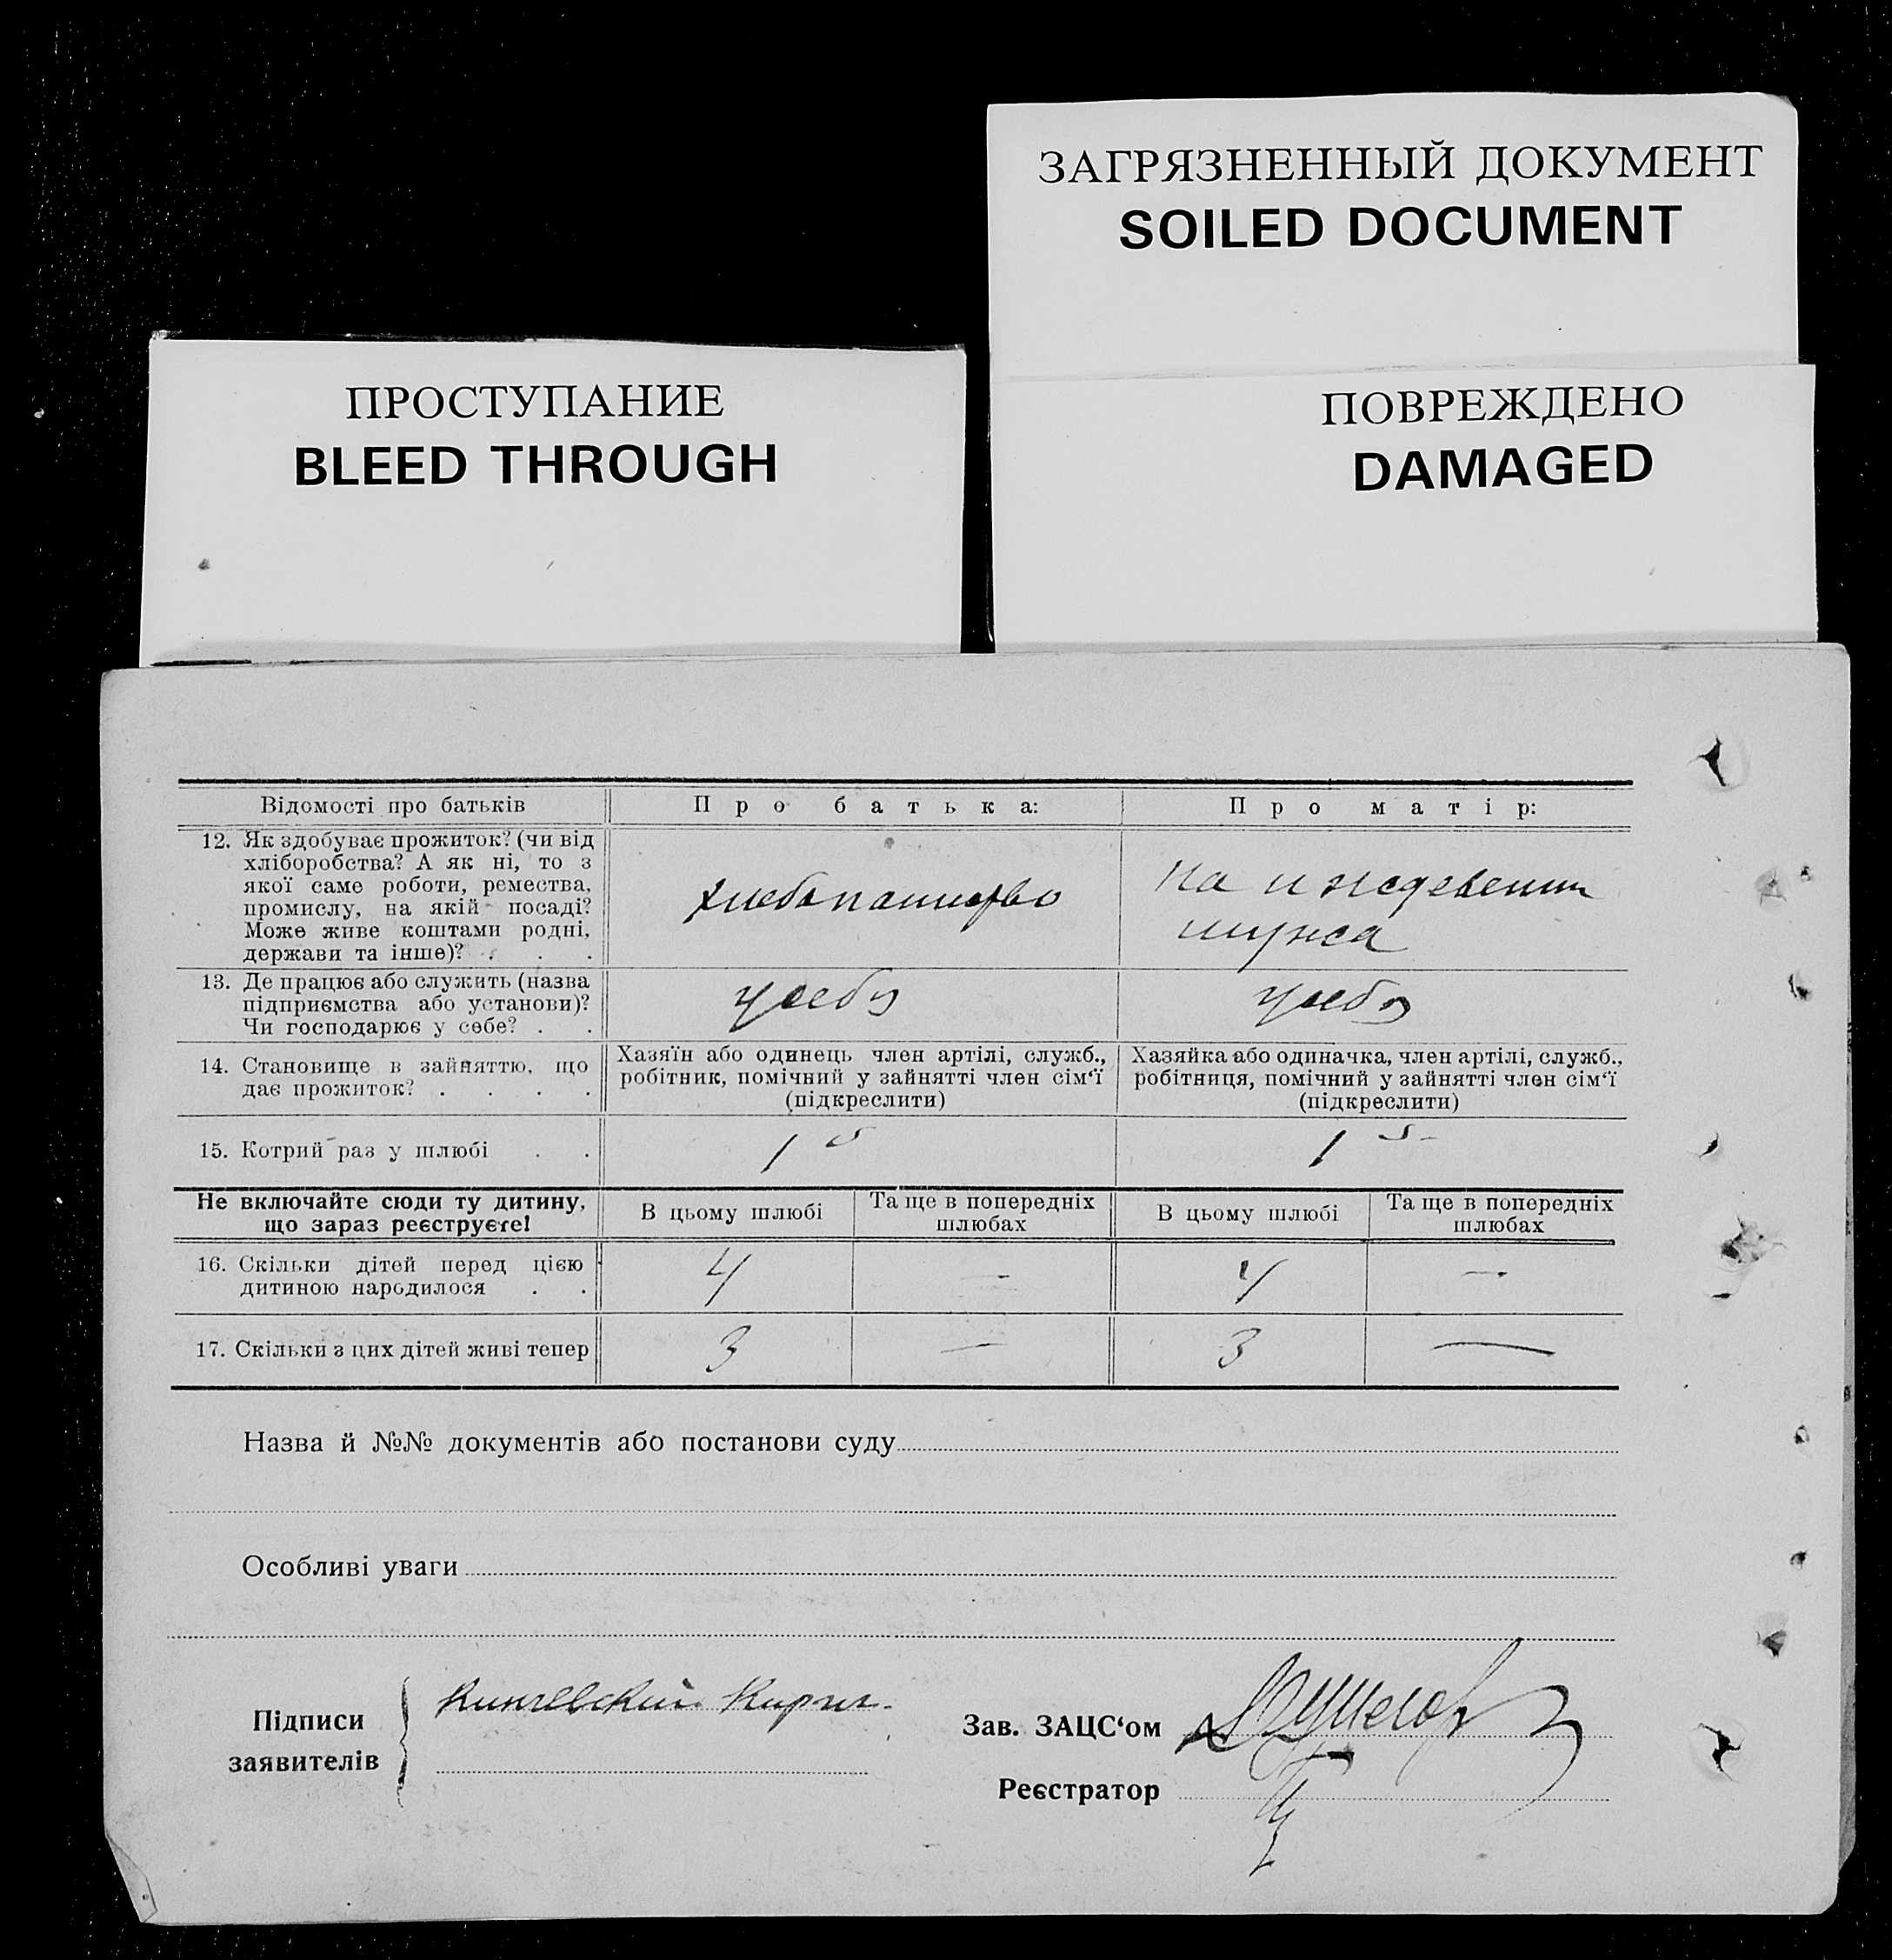 ЗАГРЯЗНЕННЫЙ ДОКУМЕНТ
SOILED DOCUMENT
ПРОСТУПАНИЕ
BLEED THROUGH
ПОВРЕЖДЕНО
DAMAGED
Відомості про батьків
Про батька:
Про матір:
12. Як здобуває прожиток? (чи від
хліборобства? А як ні, то з
якої саме роботи, ремества,
промислу, на якій посаді?
Може живе коштами родні,
держави та інше)? . . .
хлебопашество
на иждевении
мужа
13. Де працює або служить (назва
підприємства або установи)?
Чи господарює у себе? . .
у себя
у себя
14. Становище в зайняттю, що
дає прожиток? . . . .
Хазяїн або одинець член артілі, служб.,
робітник, помічний у зайнятті член сім‘ї
(підкреслити)
Хазяйка або одиначка, член артілі, служб.,
робітниця, помічний у зайнятті член сім‘ї
(підкреслити)
15. Котрий раз у шлюбі . .
1
1
Не включайте сюди ту дитину,
що зараз реєструєте!
В цьому шлюбі
Та ще в попередніх
шлюбах
В цьому шлюбі
Та ще в попередніх
шлюбах
16. Скільки дітей перед цією
дитиною народилося . .
4
—
4
—
17. Скільки з цих дітей живі тепер
3
—
3
—
Назва й №№ документів або постанови суду
Особливі уваги
Підписи
заявителів
Зав. ЗАЦС‘ом
Реєстратор